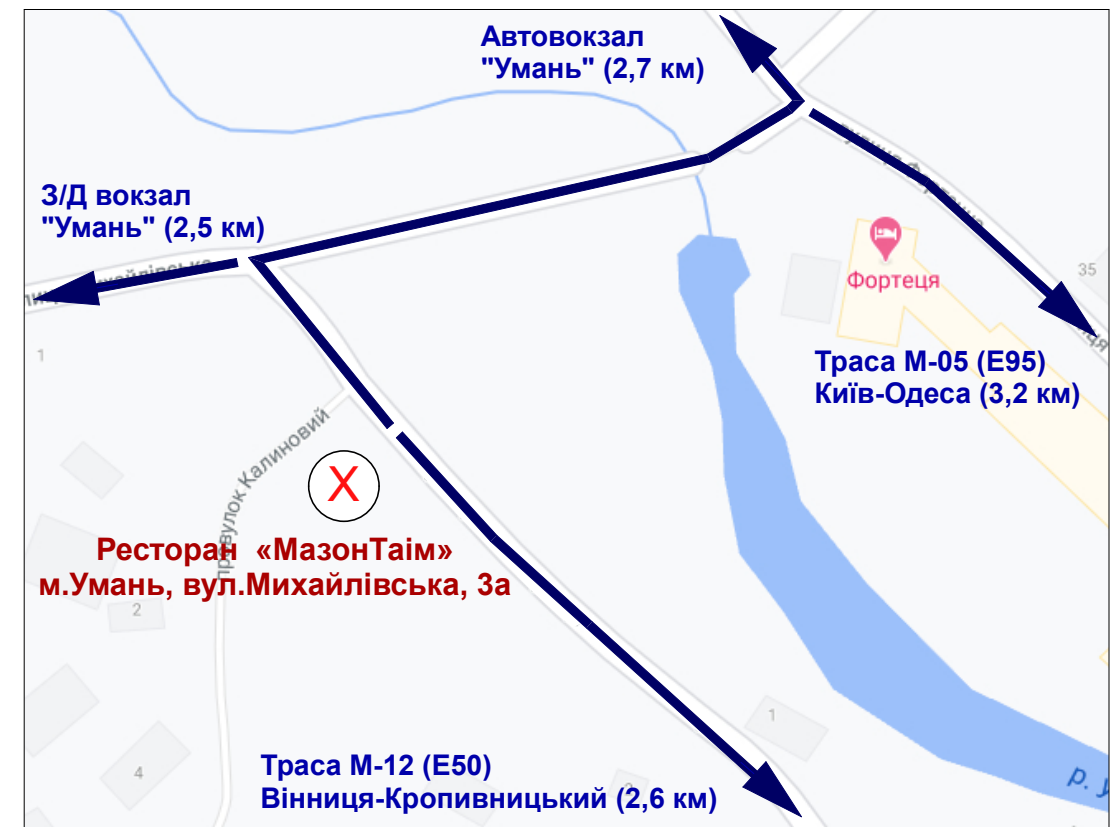 Автовокзал
"Умань" (2,7 км)
З/Д вокзал
"Умань" (2,5 км)
вулиця
Фортеця
35
1
Траса М-05 (Е95)
Київ-Одеса (3,2 км)
провулок Калиновий
X
Ресторан «МазонТаім»
м.Умань, вул.Михайлівська, 3а
2
1
4
Траса М-12 (Е50)
Вінниця-Кропивницький (2,6 км)
р. у